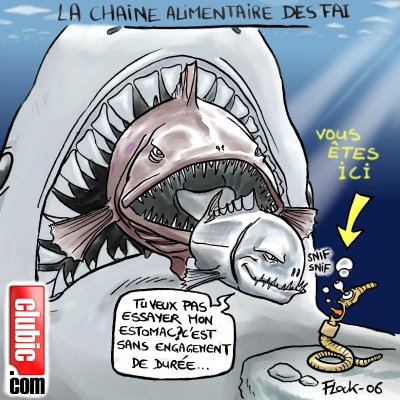 LA CHAINE ALIMENTAIRE DES FAI
VOUS
ÊTES
ICI
SNIF
SNIF
TU VEUX PAS
ESSAYER MON
ESTOMAC? C'EST
SANS ENGAGEMENT
DE DURÉE...
clubic
.com
FLock-06